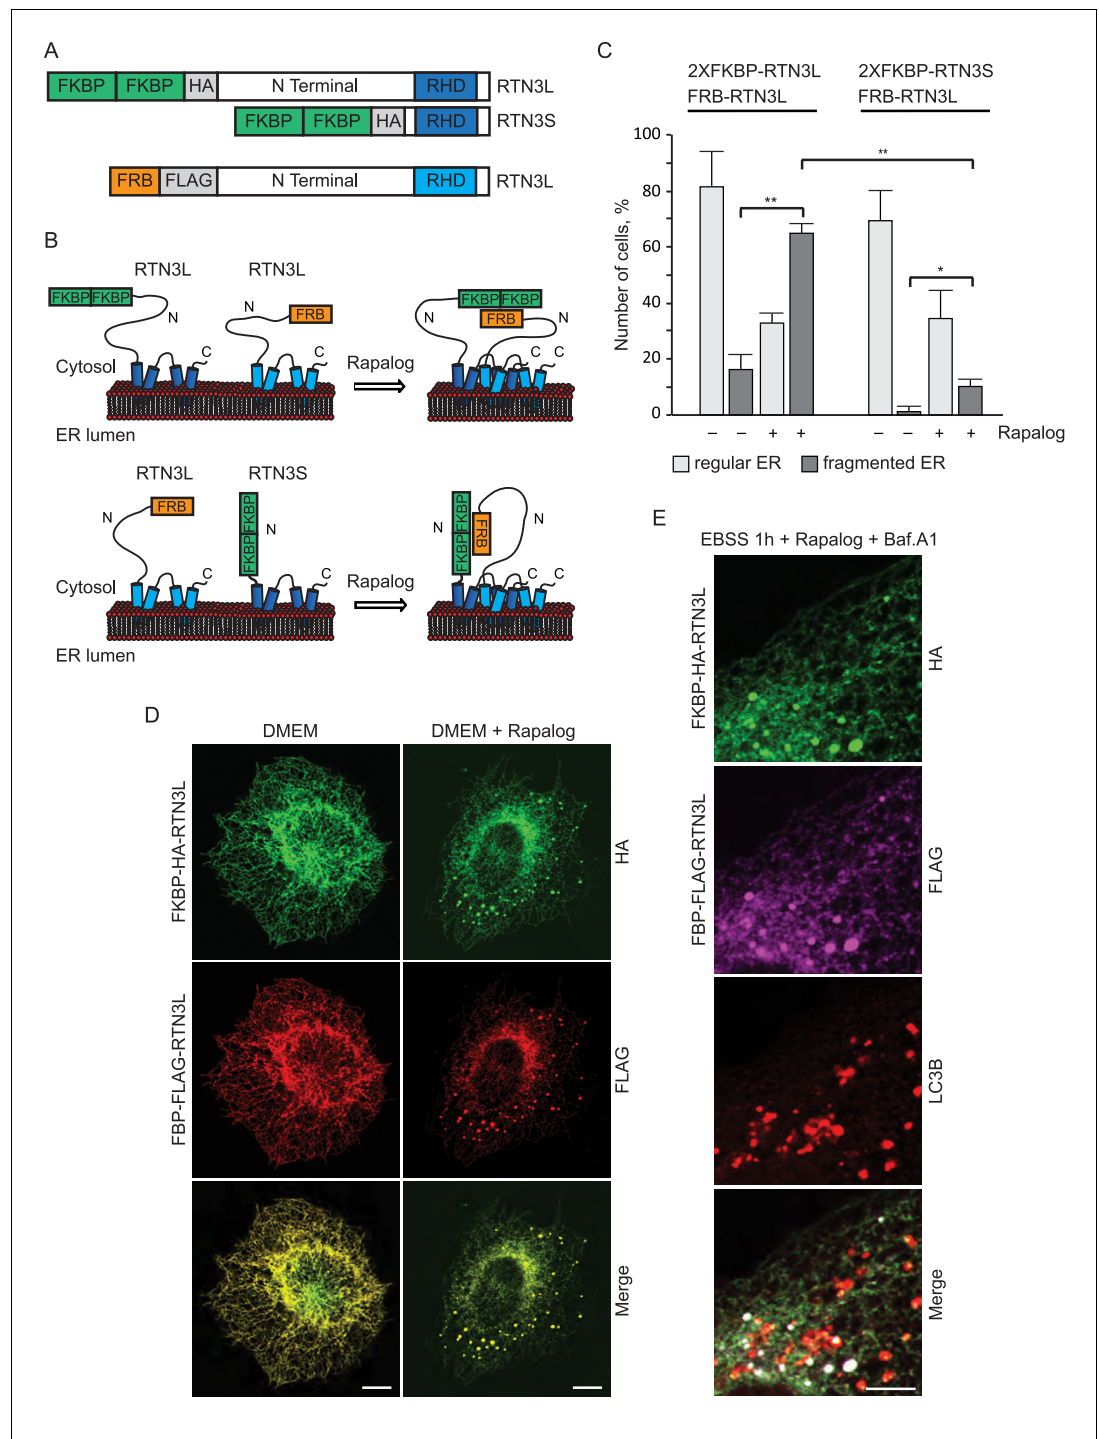 A
FKBP FKBP HA N Terminal RHD RTN3L
FKBP FKBP HA RHD RTN3S
FRB FLAG N Terminal RHD RTN3L
B
RTN3L RTN3L
FKBP FKBP N FRB N C C
Cytosol
ER lumen
Rapalog
FKBP FKBP
FRB
N N C
RTN3L RTN3S
FRB
N
FKBP FKBP
N
C C
Cytosol
ER lumen
Rapalog
N
FKBP FKBP
FRB
N
C
C
2XFKBP-RTN3L 2XFKBP-RTN3S
FRB-RTN3L FRB-RTN3L
Number of cells, %
100
80
60
40
20
0
**
**
*
– – + + – – + + Rapalog
regular ER fragmented ER
D
DMEM DMEM + Rapalog
FKBP-HA-RTN3L HA
FBP-FLAG-RTN3L FLAG
Merge
E
EBSS 1h + Rapalog + Baf.A1
FKBP-HA-RTN3L HA
FBP-FLAG-RTN3L FLAG
LC3B
Merge